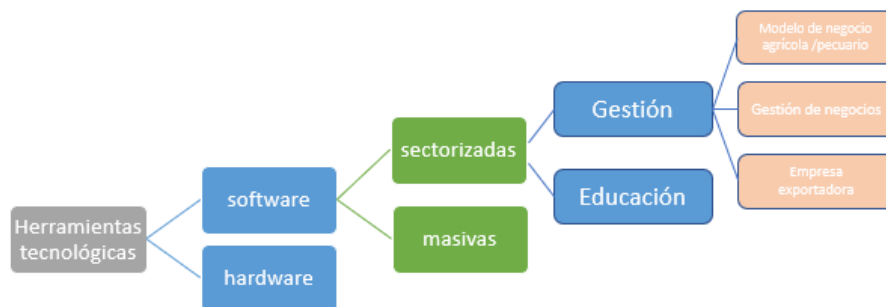 Herramientas
tecnológicas
software
hardware
sectorizadas
masivas
Gestión
Educación
Modelo de negocio
agrícola /pecuario
Gestión de negocios
Empresa
exportadora